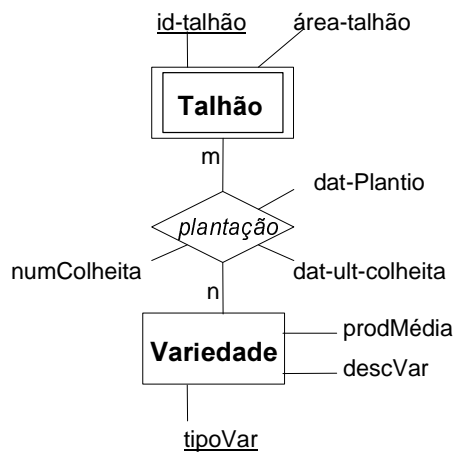 id-talhão
área-talhão
Talhão
m
dat-Plantio
plantação
numColheita
dat-ult-colheita
n
prodMédia
Variedade
descVar
tipoVar